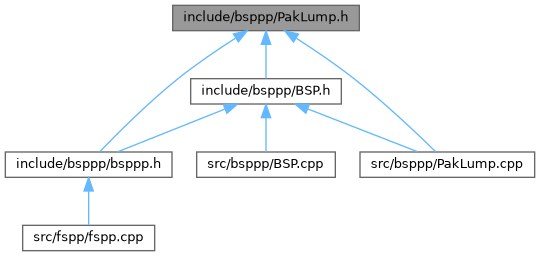 include/bsppp/PakLump.h
include/bsppp/BSP.h
include/bsppp/bsppp.h
src/bsppp/BSP.cpp
src/bsppp/PakLump.cpp
src/fspp/fspp.cpp